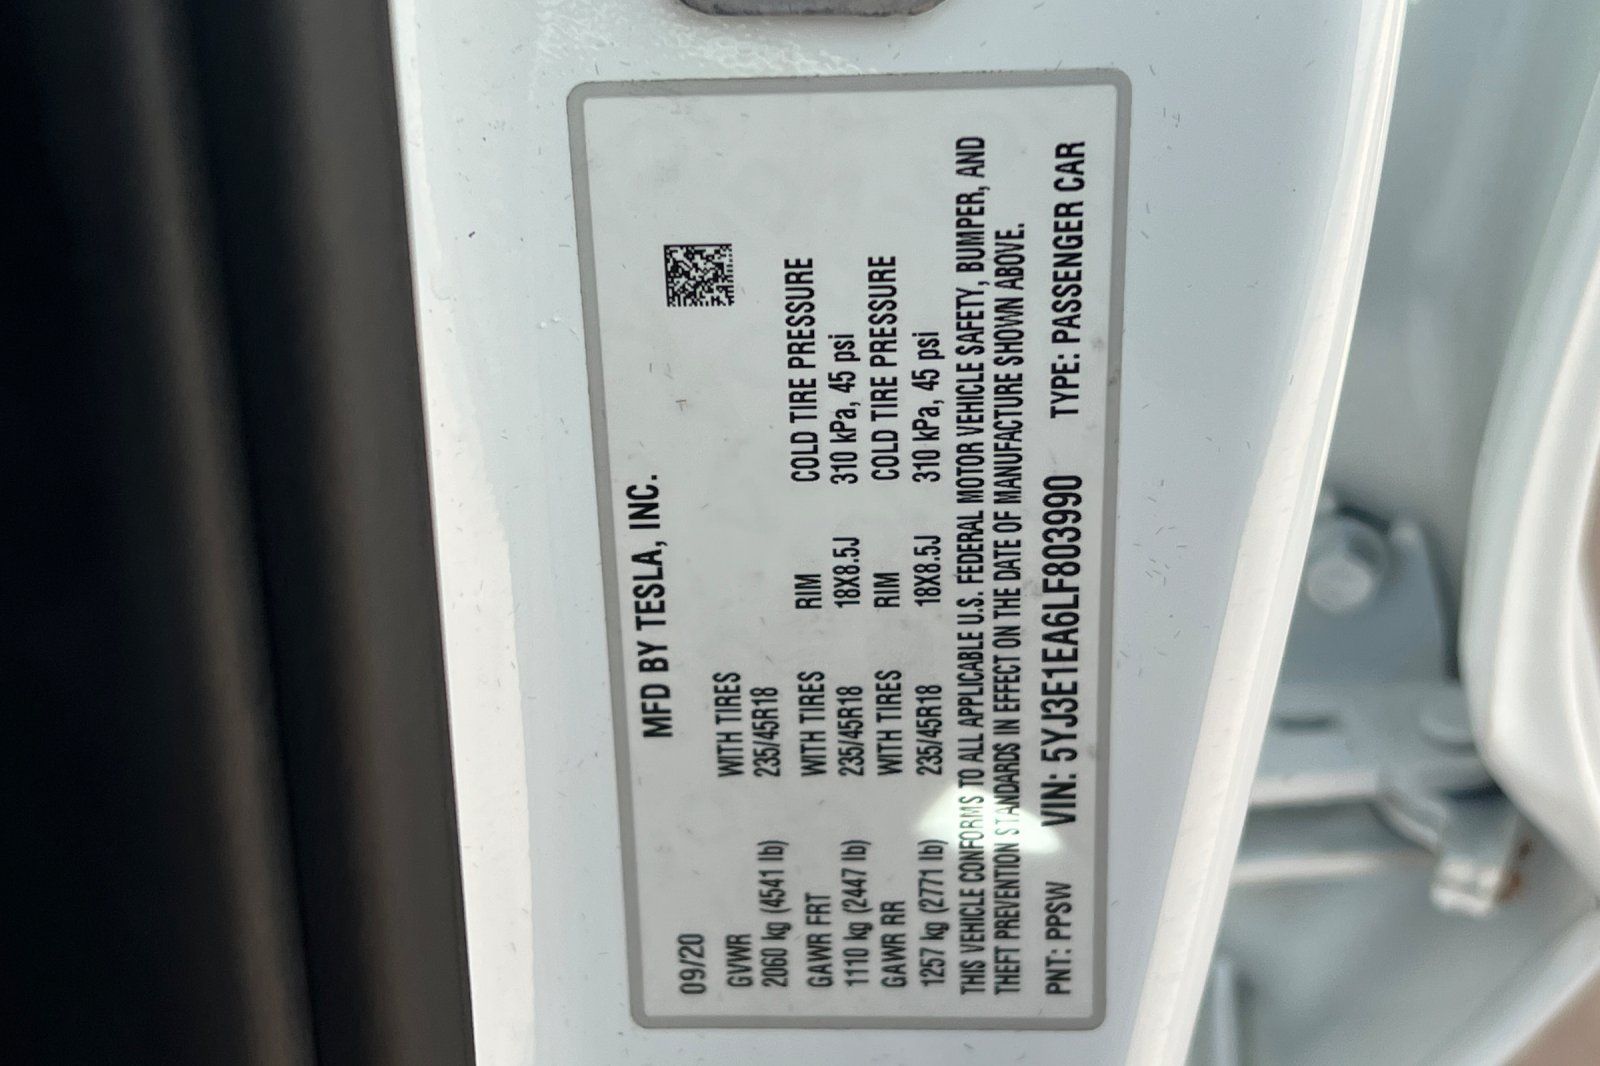 MFD BY TESLA, INC.
09/20
GVWR WITH TIRES
2060 kg (4541 lb) 235/45R18
GAWR FRT WITH TIRES RIM COLD TIRE PRESSURE
1110 kg (2447 lb) 235/45R18 18X8.5J 310 kPa, 45 psi
GAWR RR WITH TIRES RIM COLD TIRE PRESSURE
1257 kg (2771 lb) 235/45R18 18X8.5J 310 kPa, 45 psi
THIS VEHICLE CONFORMS TO ALL APPLICABLE U.S. FEDERAL MOTOR VEHICLE SAFETY, BUMPER, AND
THEFT PREVENTION STANDARDS IN EFFECT ON THE DATE OF MANUFACTURE SHOWN ABOVE.
PNT: PPSW VIN: 5YJ3E1EA6LF803990 TYPE: PASSENGER CAR